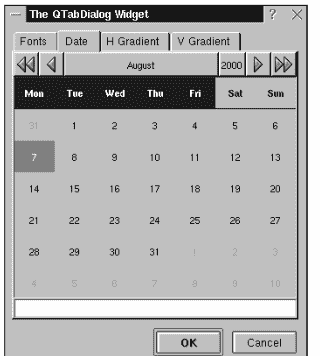 The QTabDialog Widget ?
Fonts Date H Gradient V Gradient
August 2000
Mon Tue Wed Thu Fri Sat Sun
31 1 2 3 4 5 6
7 8 9 10 11 12 13
14 15 16 17 18 19 20
21 22 23 24 25 26 27
28 29 30 31 1 2 3
4 5 6 7 8 9 10
OK Cancel